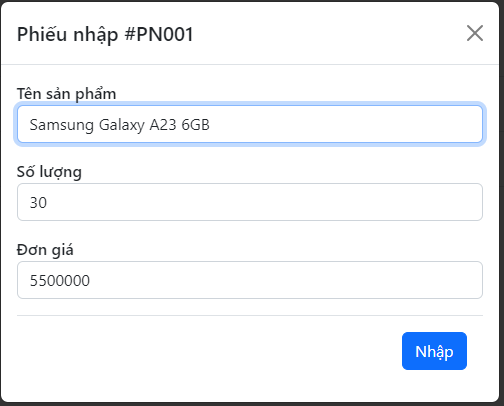 Phiếu nhập #PN001
Tên sản phẩm
Samsung Galaxy A23 6GB
Số lượng
30
Đơn giá
5500000
Nhập